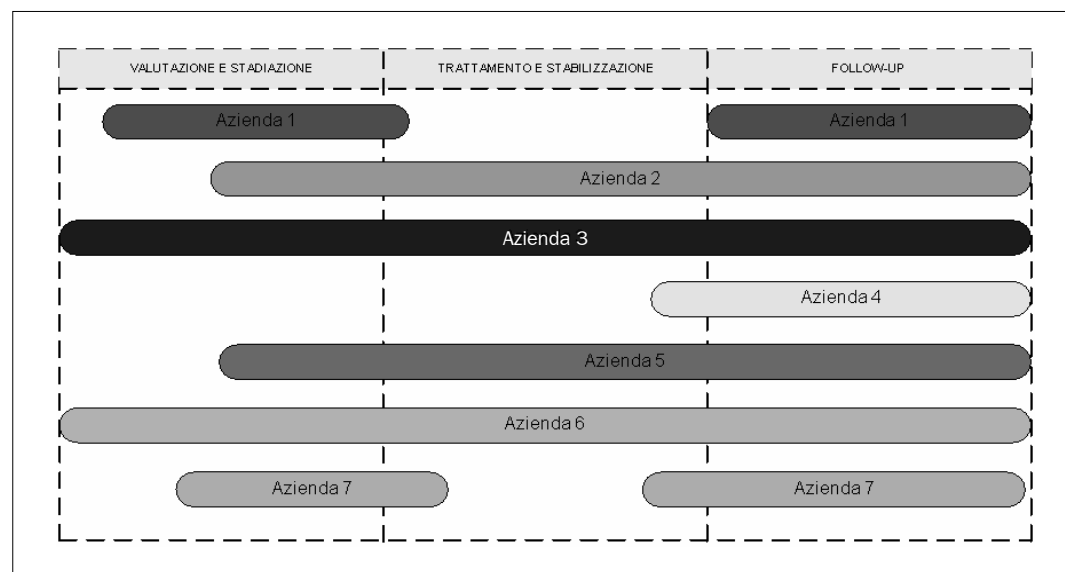 VALUTAZIONE E STADIAZIONE
TRATTAMENTO E STABILIZZAZIONE
FOLLOW-UP
Azienda 1
Azienda 1
Azienda 2
Azienda 3
Azienda 4
Azienda 5
Azienda 6
Azienda 7
Azienda 7